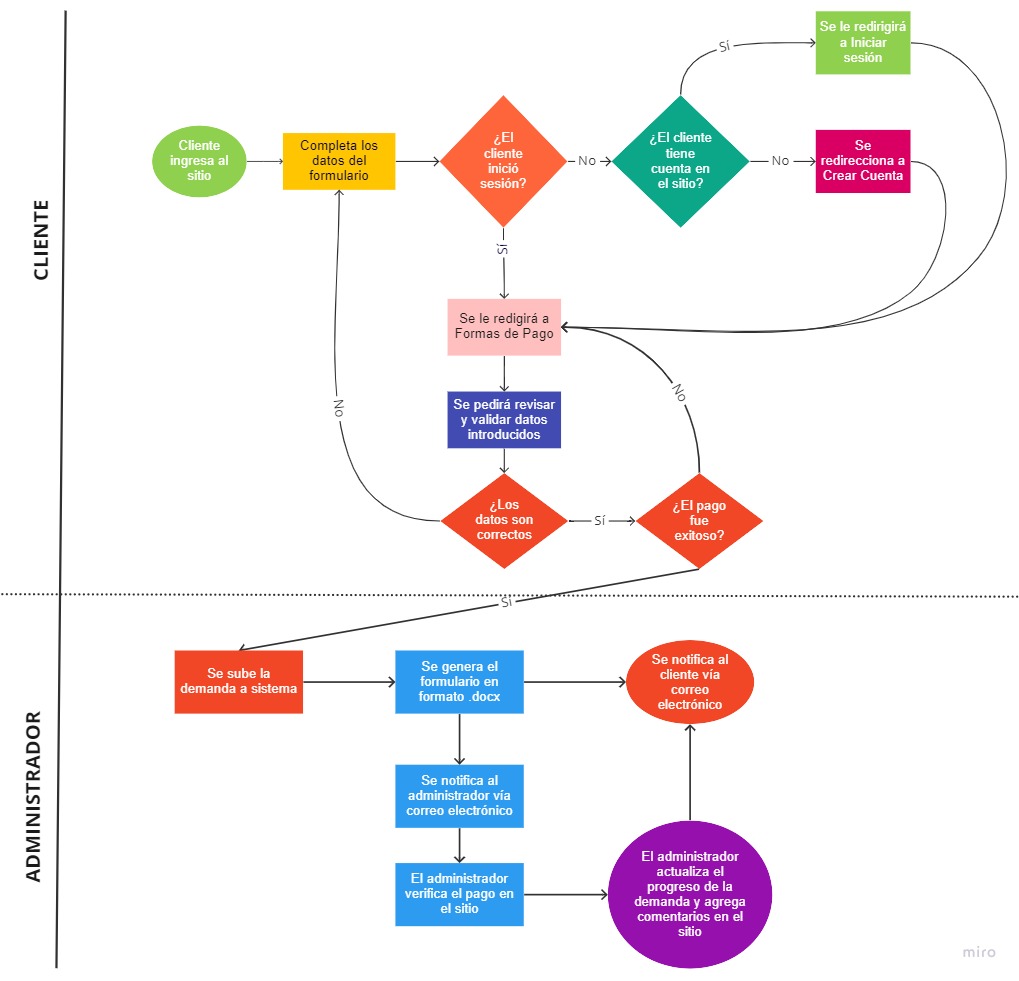 CLIENTE
Cliente
ingresa al
sitio
Completa los
datos del
formulario
¿El
cliente
inició
sesión?
No
¿El cliente
tiene
cuenta en
el sitio?
Sí
Se le redirigirá
a Iniciar
sesión
No
Se
redirecciona a
Crear Cuenta
Sí
Se le redigirá a
Formas de Pago
Se pedirá revisar
y validar datos
introducidos
No
No
¿Los
datos son
correctos
Sí
¿El pago
fue
exitoso?
Sí
ADMINISTRADOR
Se sube la
demanda a sistema
Se genera el
formulario en
formato .docx
Se notifica al
cliente vía
correo
electrónico
Se notifica al
administrador vía
correo electrónico
El administrador
verifica el pago en
el sitio
El administrador
actualiza el
progreso de la
demanda y agrega
comentarios en el
sitio
miro